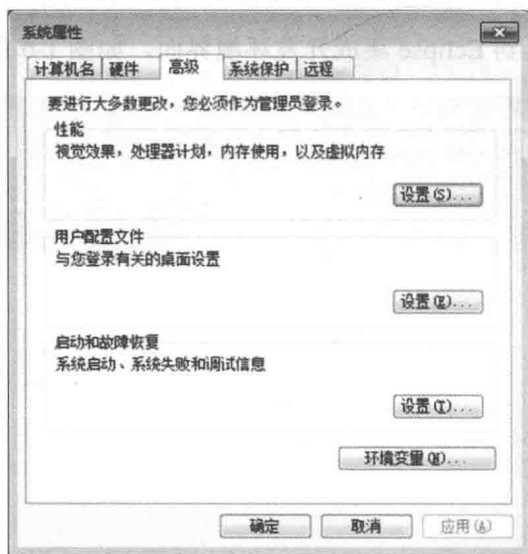 系统属性
计算机名 硬件 高级 系统保护 远程
要进行大多数更改，您必须作为管理员登录。
性能
视觉效果，处理器计划，内存使用，以及虚拟内存
设置(S)...
用户配置文件
与您登录有关的桌面设置
设置(E)...
启动和故障恢复
系统启动、系统失败和调试信息
设置(T)...
环境变量(N)...
确定 取消 应用(A)